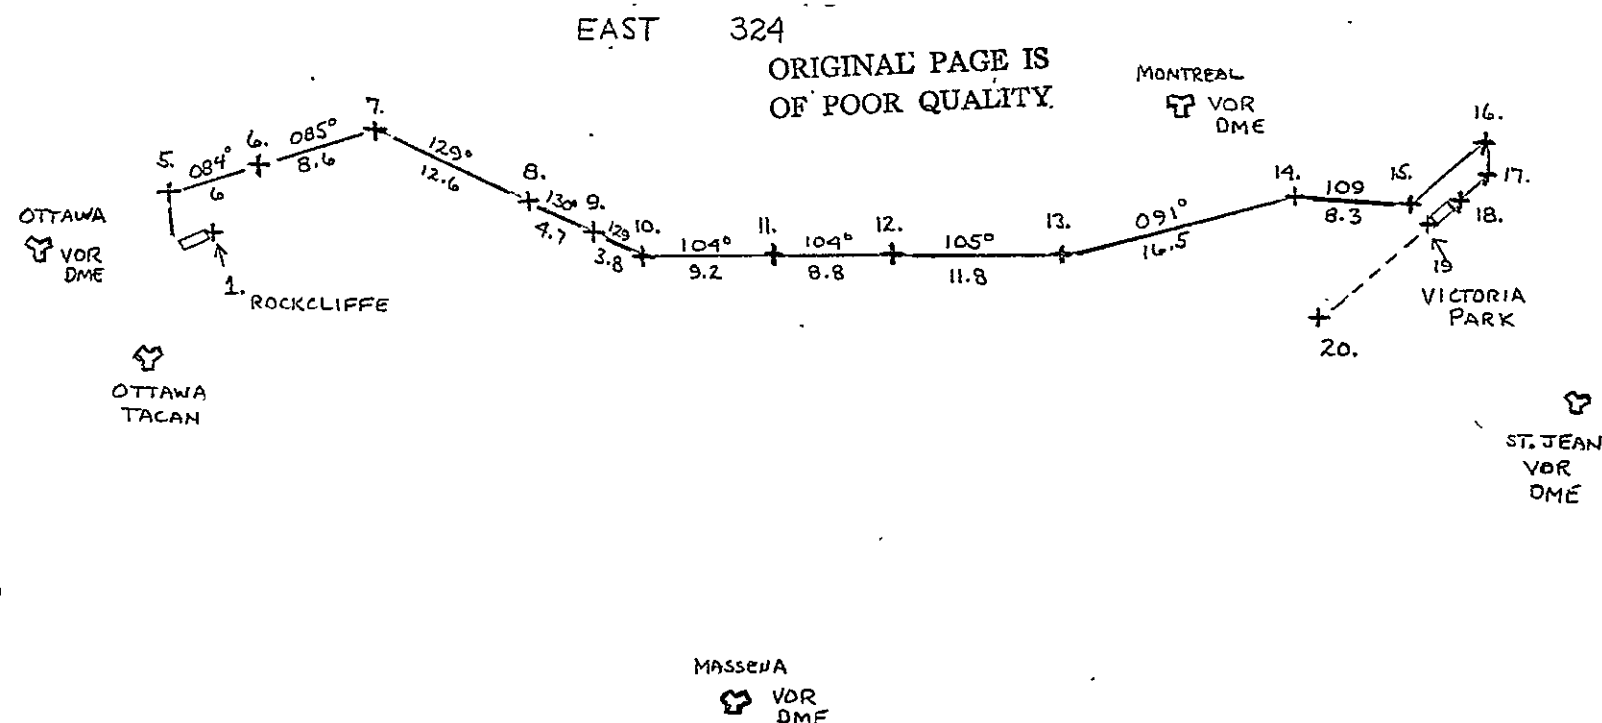 EAST 324
ORIGINAL PAGE IS
OF POOR QUALITY
MONTREAL
VOR
DME
5.
084°
6
6.
085°
8.6
7.
129°
12.6
8.
130°
4.7
9.
129
3.8
10.
104°
9.2
11.
104°
8.8
12.
105°
11.8
13.
091°
16.5
14.
109
8.3
15.
16.
17.
18.
19
VICTORIA
PARK
20.
OTTAWA
VOR
DME
1.
ROCKCLIFFE
OTTAWA
TACAN
ST. JEAN
VOR
DME
MASSENA
VOR
DME